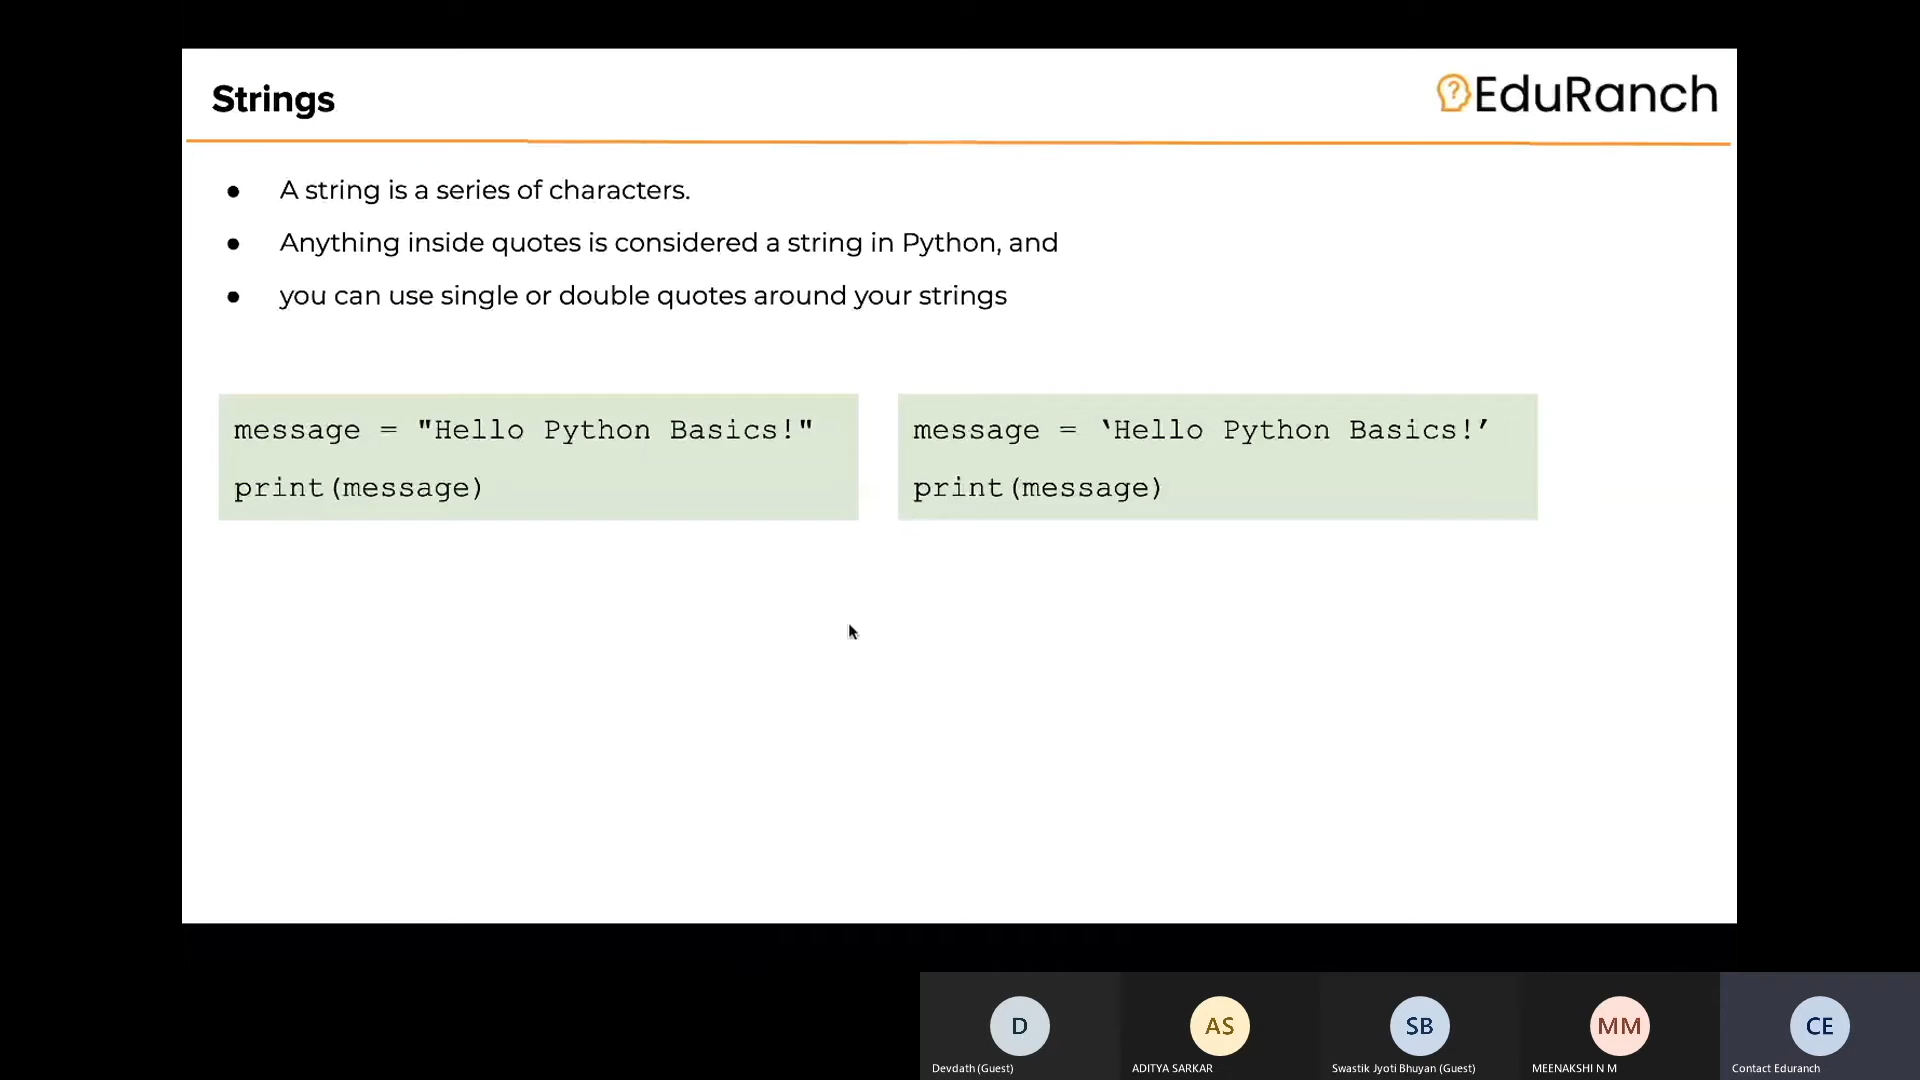 Strings
EduRanch
● A string is a series of characters.
● Anything inside quotes is considered a string in Python, and
● you can use single or double quotes around your strings
message = "Hello Python Basics!"
print(message)
message = ‛Hello Python Basics!’
print(message)
D
Devdath (Guest)
AS
ADITYA SARKAR
SB
Swastik Jyoti Bhuyan (Guest)
MM
MEENAKSHI N M
CE
Contact Eduranch